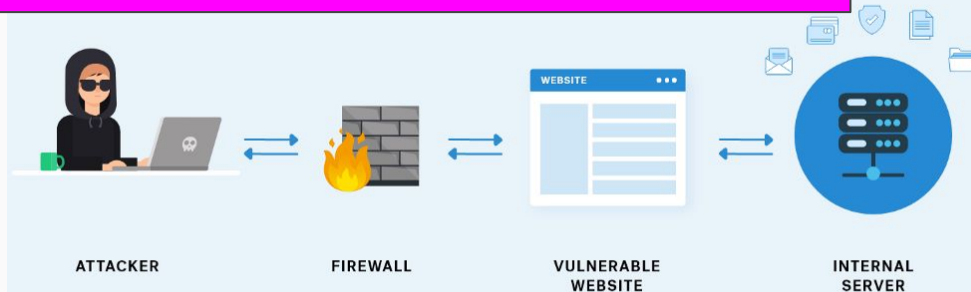 WEBSITE
ATTACKER
FIREWALL
VULNERABLE
WEBSITE
INTERNAL
SERVER